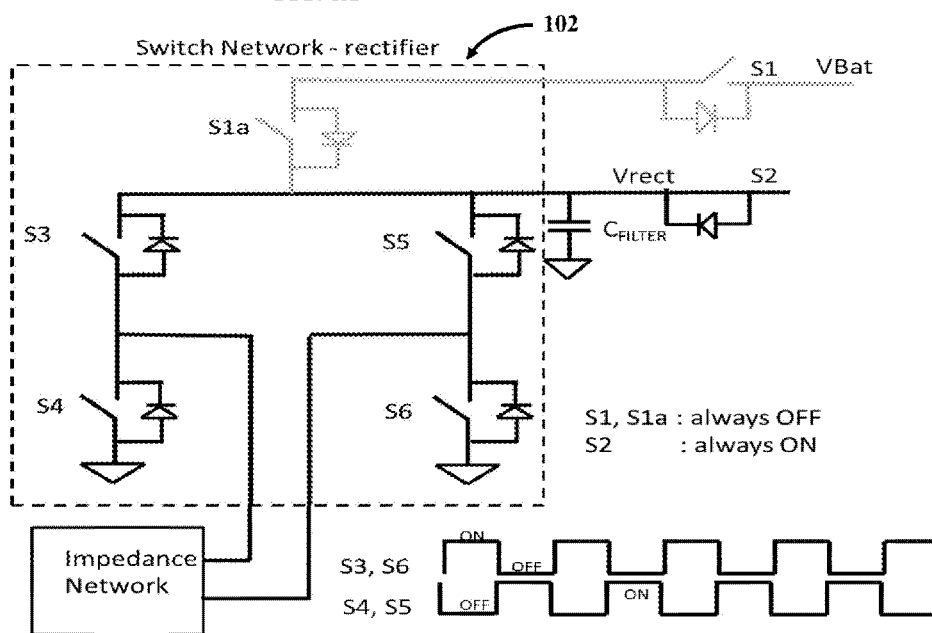 102
Switch Network - rectifier
S1 VBat
S1a
Vrect S2
S3
S5
CFILTER
S4
S6
S1, S1a : always OFF
S2 : always ON
Impedance
Network
ON
S3, S6 OFF
ON
S4, S5 OFF